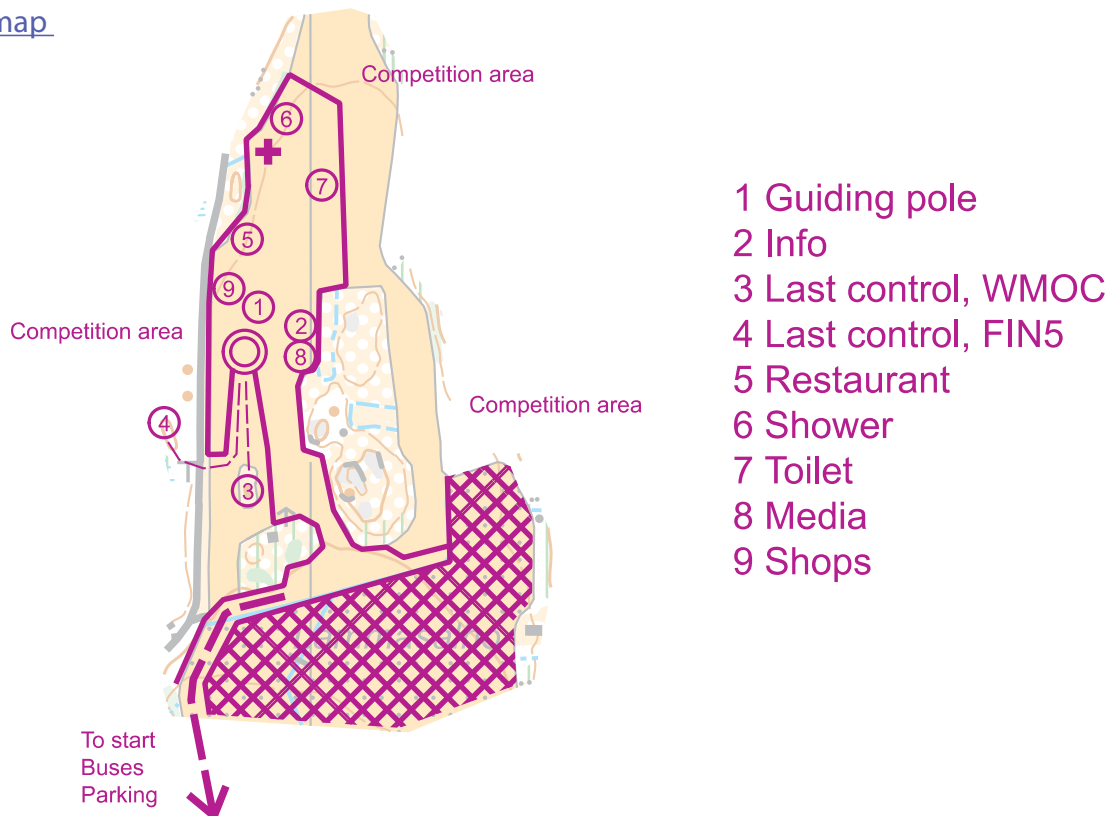 map
Competition area
6
7
5
9
1
2
Competition area
8
Competition area
4
3
To start
Buses
Parking
1 Guiding pole
2 Info
3 Last control, WMOC
4 Last control, FIN5
5 Restaurant
6 Shower
7 Toilet
8 Media
9 Shops